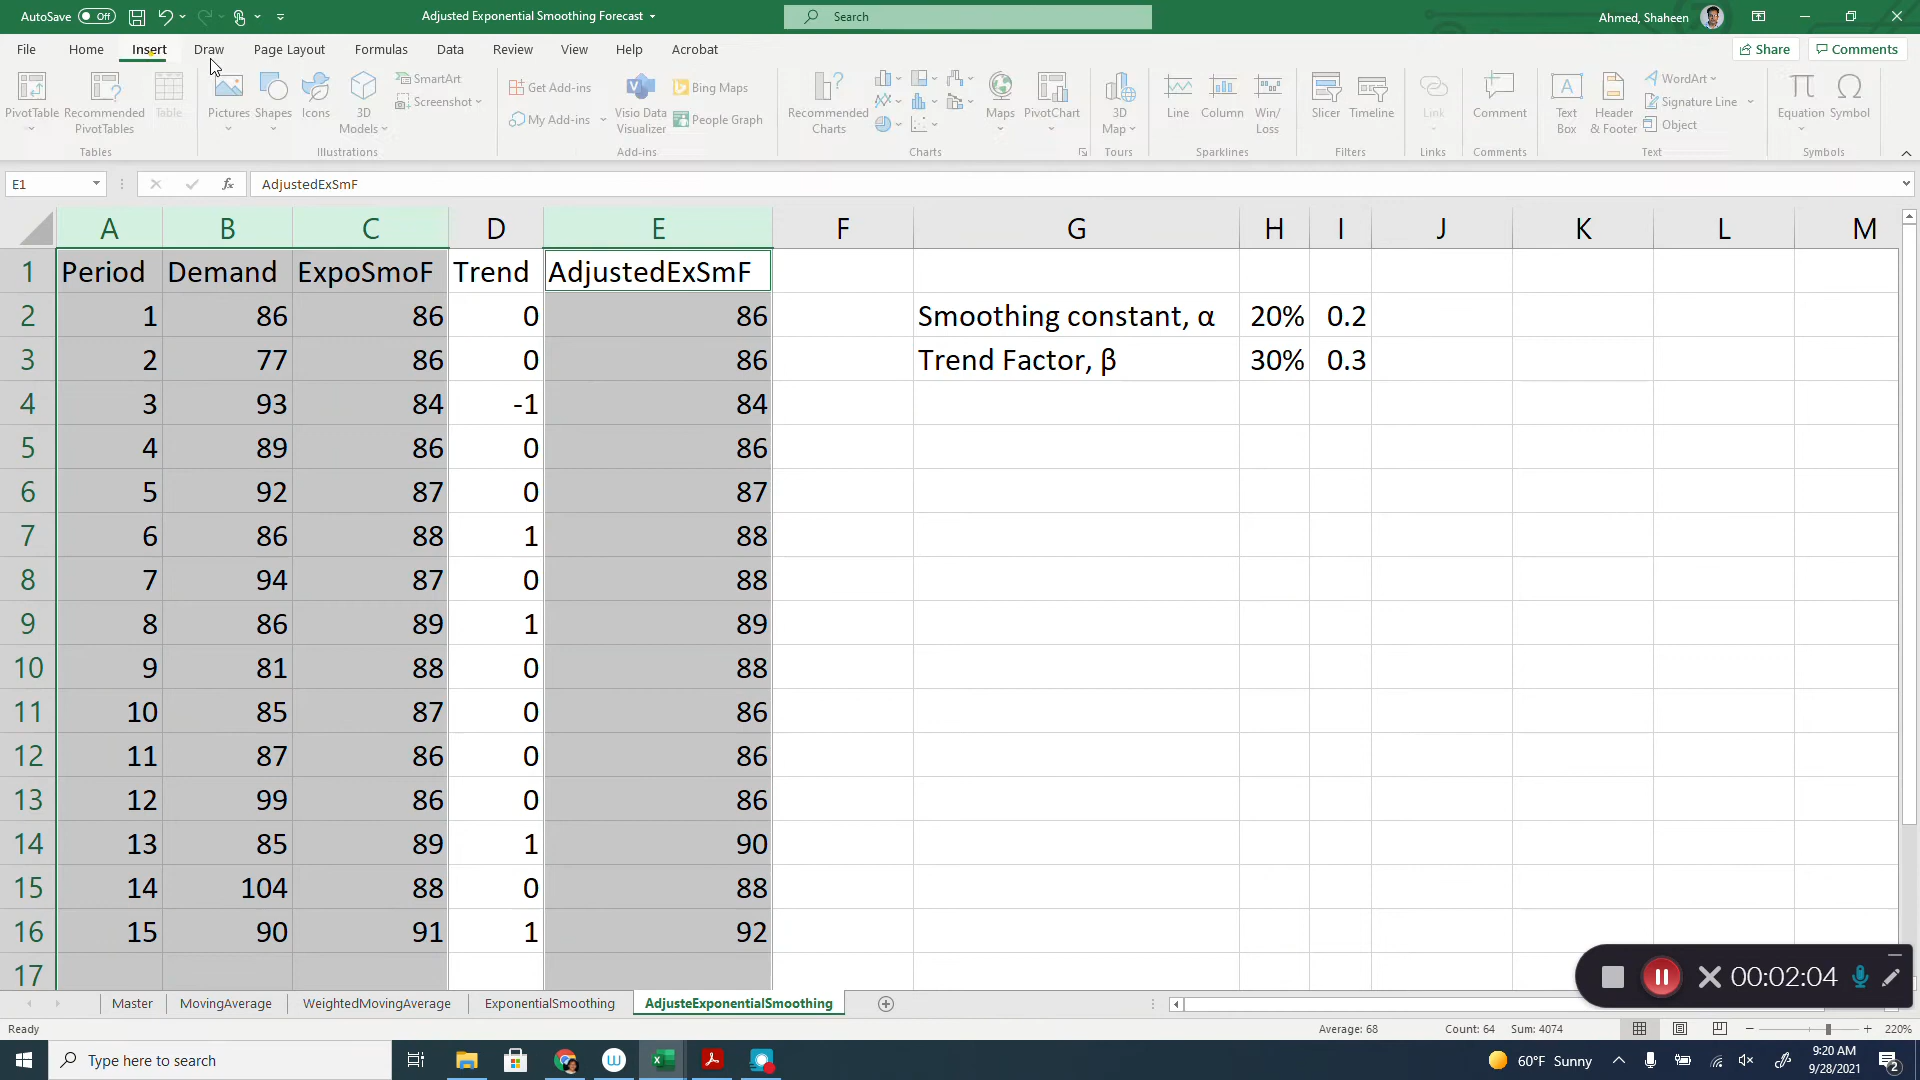 AutoSave Off Adjusted Exponential Smoothing Forecast Search Ahmed, Shaheen
File Home Insert Draw Page Layout Formulas Data Review View Help Acrobat Share Comments
PivotTable Recommended PivotTables Table Pictures Shapes Icons 3D Models SmartArt Screenshot Get Add-ins My Add-ins Visio Data Visualizer Bing Maps People Graph Recommended Charts Maps PivotChart 3D Map Line Column Win/Loss Slicer Timeline Link Comment Text Box Header & Footer WordArt Signature Line Object Equation Symbol
Tables Illustrations Add-ins Charts Tours Sparklines Filters Links Comments Text Symbols
E1 fx AdjustedExSmF
A B C D E F G H I J K L M
1 Period Demand ExpoSmoF Trend AdjustedExSmF
2 1 86 86 0 86 Smoothing constant, α 20% 0.2
3 2 77 86 0 86 Trend Factor, β 30% 0.3
4 3 93 84 -1 84
5 4 89 86 0 86
6 5 92 87 0 87
7 6 86 88 1 88
8 7 94 87 0 88
9 8 86 89 1 89
10 9 81 88 0 88
11 10 85 87 0 86
12 11 87 86 0 86
13 12 99 86 0 86
14 13 85 89 1 90
15 14 104 88 0 88
16 15 90 91 1 92
17
00:02:04
Master MovingAverage WeightedMovingAverage ExponentialSmoothing AdjusteExponentialSmoothing
Ready Average: 68 Count: 64 Sum: 4074 220%
Type here to search 60°F Sunny 9:20 AM
9/28/2021 2